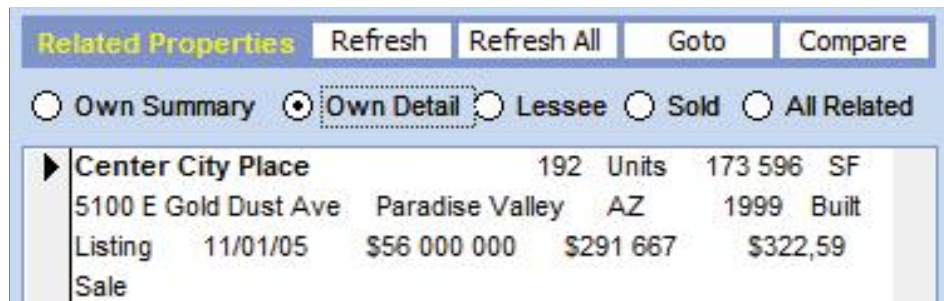 Related Properties Refresh Refresh All Goto Compare
Own Summary Own Detail Lessee Sold All Related
Center City Place 192 Units 173 596 SF
5100 E Gold Dust Ave Paradise Valley AZ 1999 Built
Listing 11/01/05 $56 000 000 $291 667 $322,59
Sale